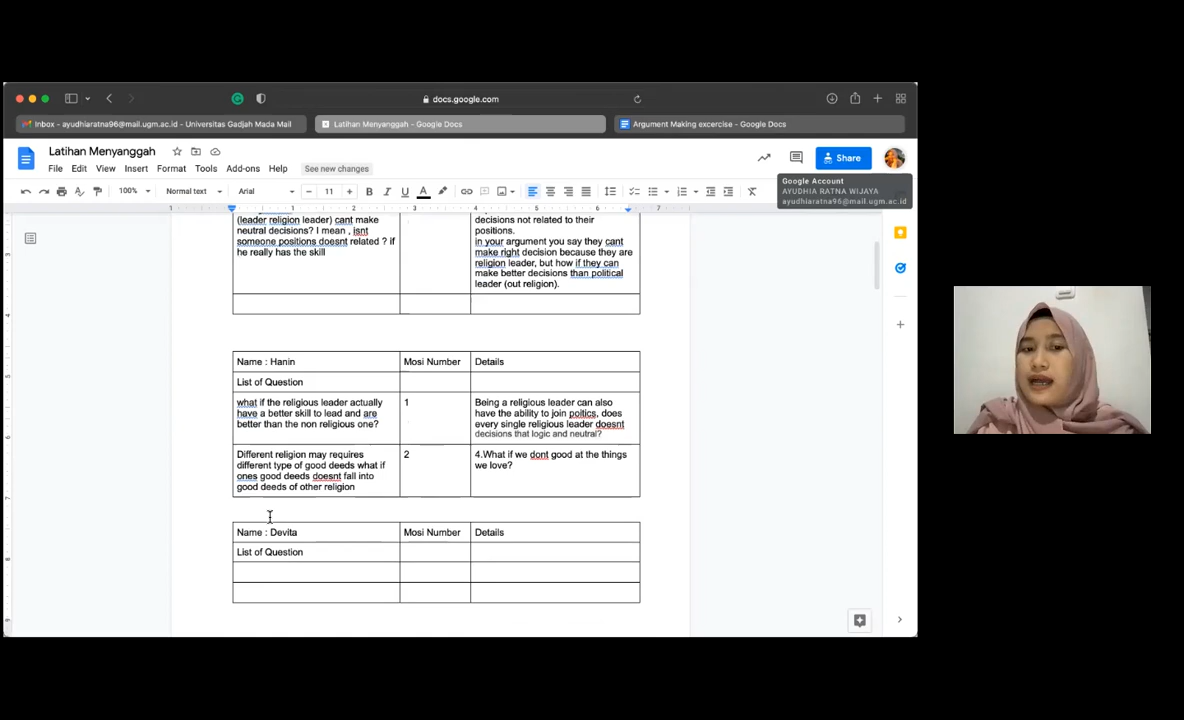 docs.google.com
Inbox - ayudhiaratna96@mail.ugm.ac.id - Universitas Gadjah Mada Mail
Latihan Menyanggah - Google Docs
Argument Making excercise - Google Docs
Latihan Menyanggah
File Edit View Insert Format Tools Add-ons Help See new changes
Share
100% Normal text Arial 11 B I U A
Google Account
AYUDHIA RATNA WIJAYA
ayudhiaratna96@mail.ugm.ac.id
1 1 2 3 4 5 6 7
(leader religion leader) cant make
neutral decisions? I mean , isnt
someone positions doesnt related ? if
he really has the skill
decisions not related to their
positions.
in your argument you say they cant
make right decision because they are
religion leader, but how if they can
make better decisions than political
leader (out religion).
Name : Hanin Mosi Number Details
List of Question
what if the religious leader actually
have a better skill to lead and are
better than the non religious one?
1
Being a religious leader can also
have the ability to join poitics, does
every single religious leader doesnt
decisions that logic and neutral?
Different religion may requires
different type of good deeds what if
ones good deeds doesnt fall into
good deeds of other religion
2
4.What if we dont good at the things
we love?
Name : Devita Mosi Number Details
List of Question